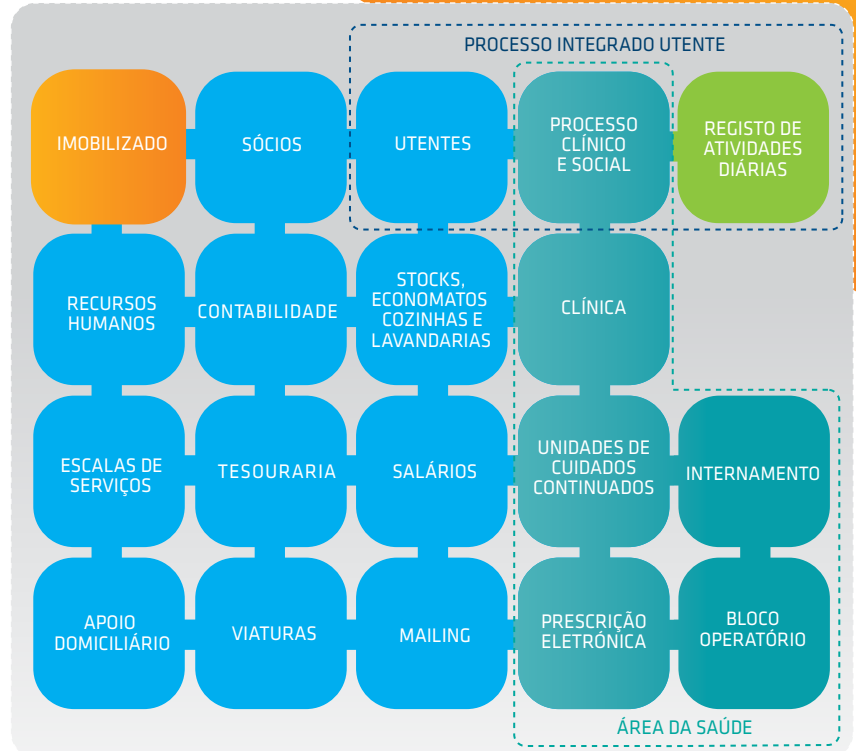 PROCESSO INTEGRADO UTENTE
IMOBILIZADO
SÓCIOS
UTENTES
PROCESSO
CLÍNICO
E SOCIAL
REGISTO DE
ATIVIDADES
DIÁRIAS
RECURSOS
HUMANOS
CONTABILIDADE
STOCKS,
ECONOMATOS
COZINHAS E
LAVANDARIAS
CLÍNICA
ESCALAS DE
SERVIÇOS
TESOURARIA
SALÁRIOS
UNIDADES DE
CUIDADOS
CONTINUADOS
INTERNAMENTO
APOIO
DOMICILIÁRIO
VIATURAS
MAILING
PRESCRIÇÃO
ELETRÓNICA
BLOCO
OPERATÓRIO
ÁREA DA SAÚDE